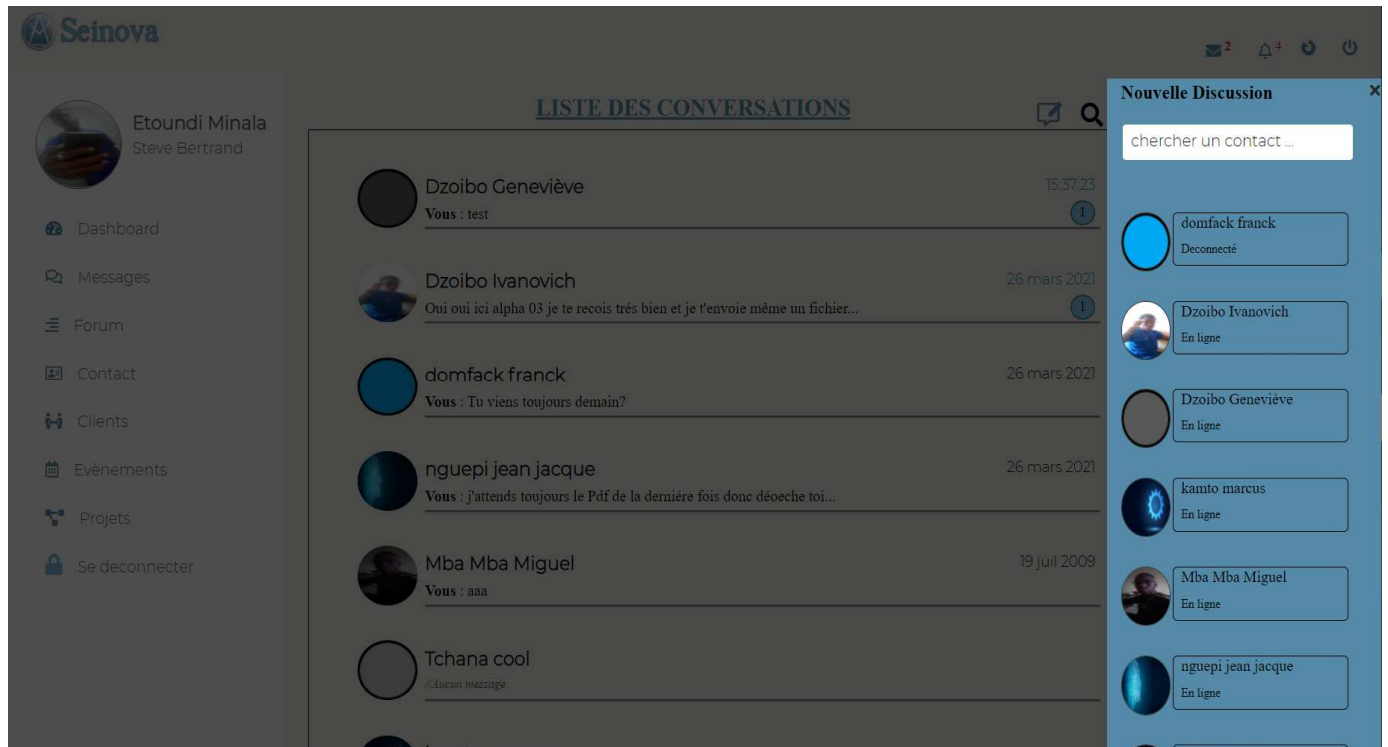 Seinova
2
4
Etoundi Minala
Steve Bertrand
Dashboard
Messages
Forum
Contact
Clients
Evènements
Projets
Se deconnecter
LISTE DES CONVERSATIONS
Dzoibo Geneviève
15:37:23
Vous : test
1
Dzoibo Ivanovich
26 mars 2021
Oui oui ici alpha 03 je te recois trés bien et je t'envoie même un fichier...
1
domfack franck
26 mars 2021
Vous : Tu viens toujours demain?
nguepi jean jacque
26 mars 2021
Vous : j'attends toujours le Pdf de la derniére fois donc déoeche toi...
Mba Mba Miguel
19 juil 2009
Vous : aaa
Tchana cool
//Aucun message
Nouvelle Discussion
×
chercher un contact ...
domfack franck
Deconnecté
Dzoibo Ivanovich
En ligne
Dzoibo Geneviève
En ligne
kamto marcus
En ligne
Mba Mba Miguel
En ligne
nguepi jean jacque
En ligne